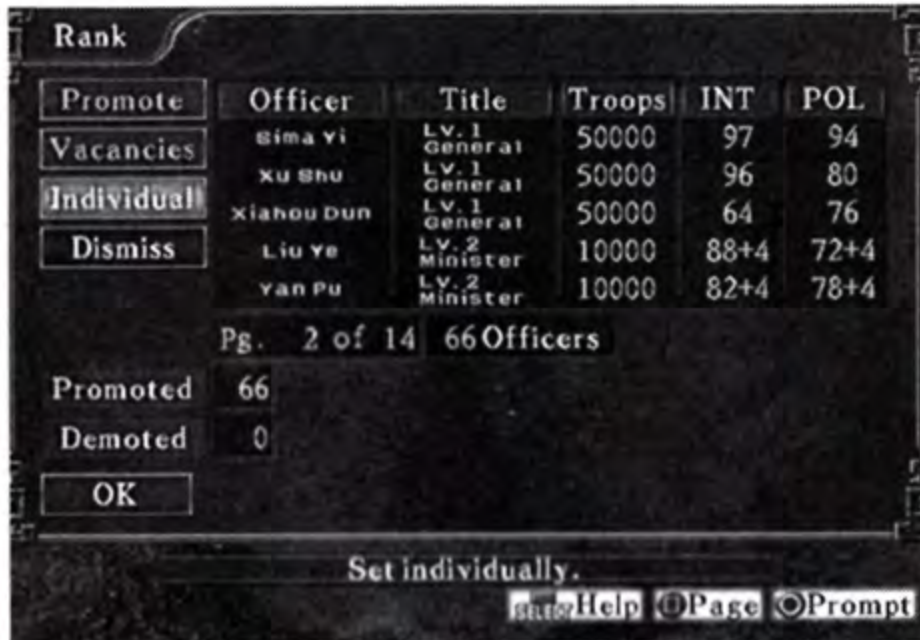 Rank
Promote Officer Title Troops INT POL
Vacancies Sima Yi Lv.1 General 50000 97 94
Xu Shu Lv.1 General 50000 96 80
Individual Xiahou Dun Lv.1 General 50000 64 76
Dismiss Liu Ye Lv.2 Minister 10000 88+4 72+4
Yan Pu Lv.2 Minister 10000 82+4 78+4
Pg. 2 of 14 66 Officers
Promoted 66
Demoted 0
OK
Set individually.
SELECT Help Page Prompt